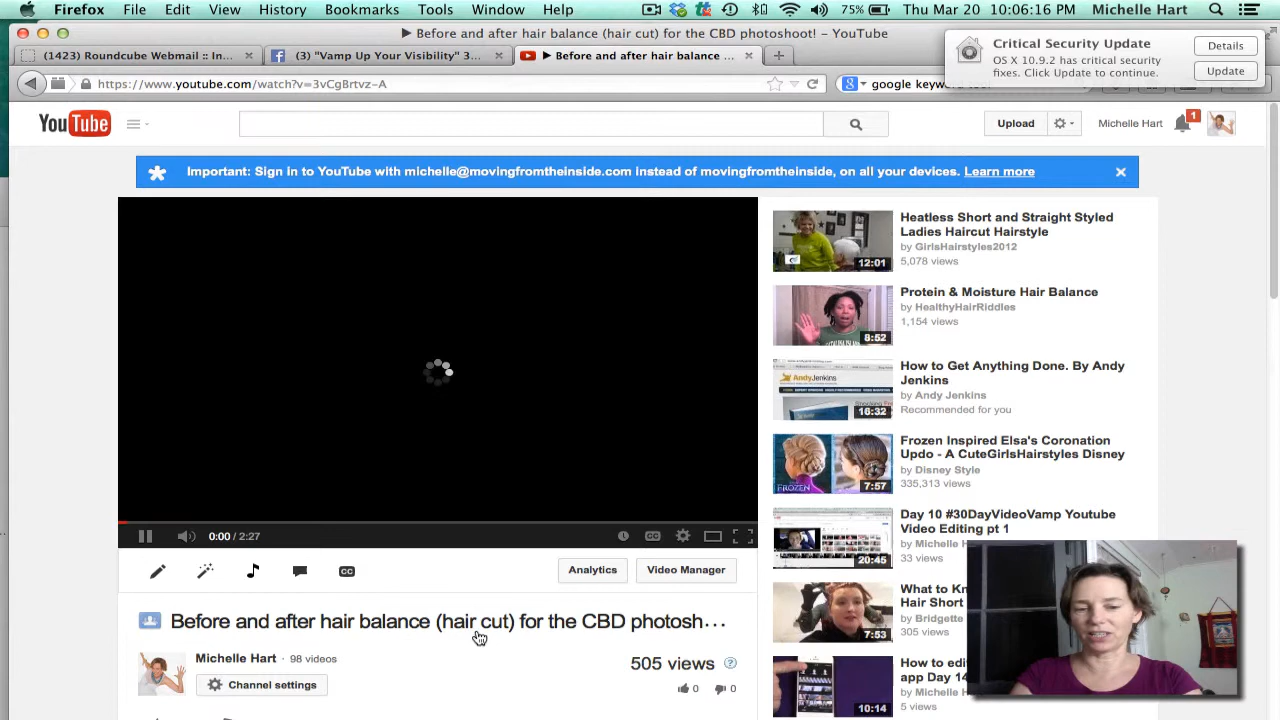 Firefox File Edit View History Bookmarks Tools Window Help 75% Thu Mar 20 10:06:16 PM Michelle Hart
▶ Before and after hair balance (hair cut) for the CBD photoshoot! – YouTube
(1423) Roundcube Webmail :: In...
(3) "Vamp Up Your Visibility" 3...
▶ Before and after hair balance ...
Critical Security Update
OS X 10.9.2 has critical security
fixes. Click Update to continue.
Details
Update
https://www.youtube.com/watch?v=3vCgBrtvz-A
google keyword
YouTube
Upload
Michelle Hart
1
Important: Sign in to YouTube with michelle@movingfromtheinside.com instead of movingfromtheinside, on all your devices. Learn more
0:00 / 2:27
CC
CC
Analytics
Video Manager
Before and after hair balance (hair cut) for the CBD photosh...
Michelle Hart · 98 videos
Channel settings
505 views
0 0
Heatless Short and Straight Styled
Ladies Haircut Hairstyle
by GirlsHairstyles2012
5,078 views
12:01
Protein & Moisture Hair Balance
by HealthyHairRiddles
1,154 views
8:52
How to Get Anything Done. By Andy
Jenkins
by Andy Jenkins
Recommended for you
AndyJenkins
16:32
Frozen Inspired Elsa's Coronation
Updo - A CuteGirlsHairstyles Disney
by Disney Style
335,313 views
FROZEN
7:57
Day 10 #30DayVideoVamp Youtube
Video Editing pt 1
by Michelle H
33 views
20:45
What to Kn
Hair Short
by Bridgette
305 views
7:53
How to edi
app Day 14
by Michelle H
5 views
10:14